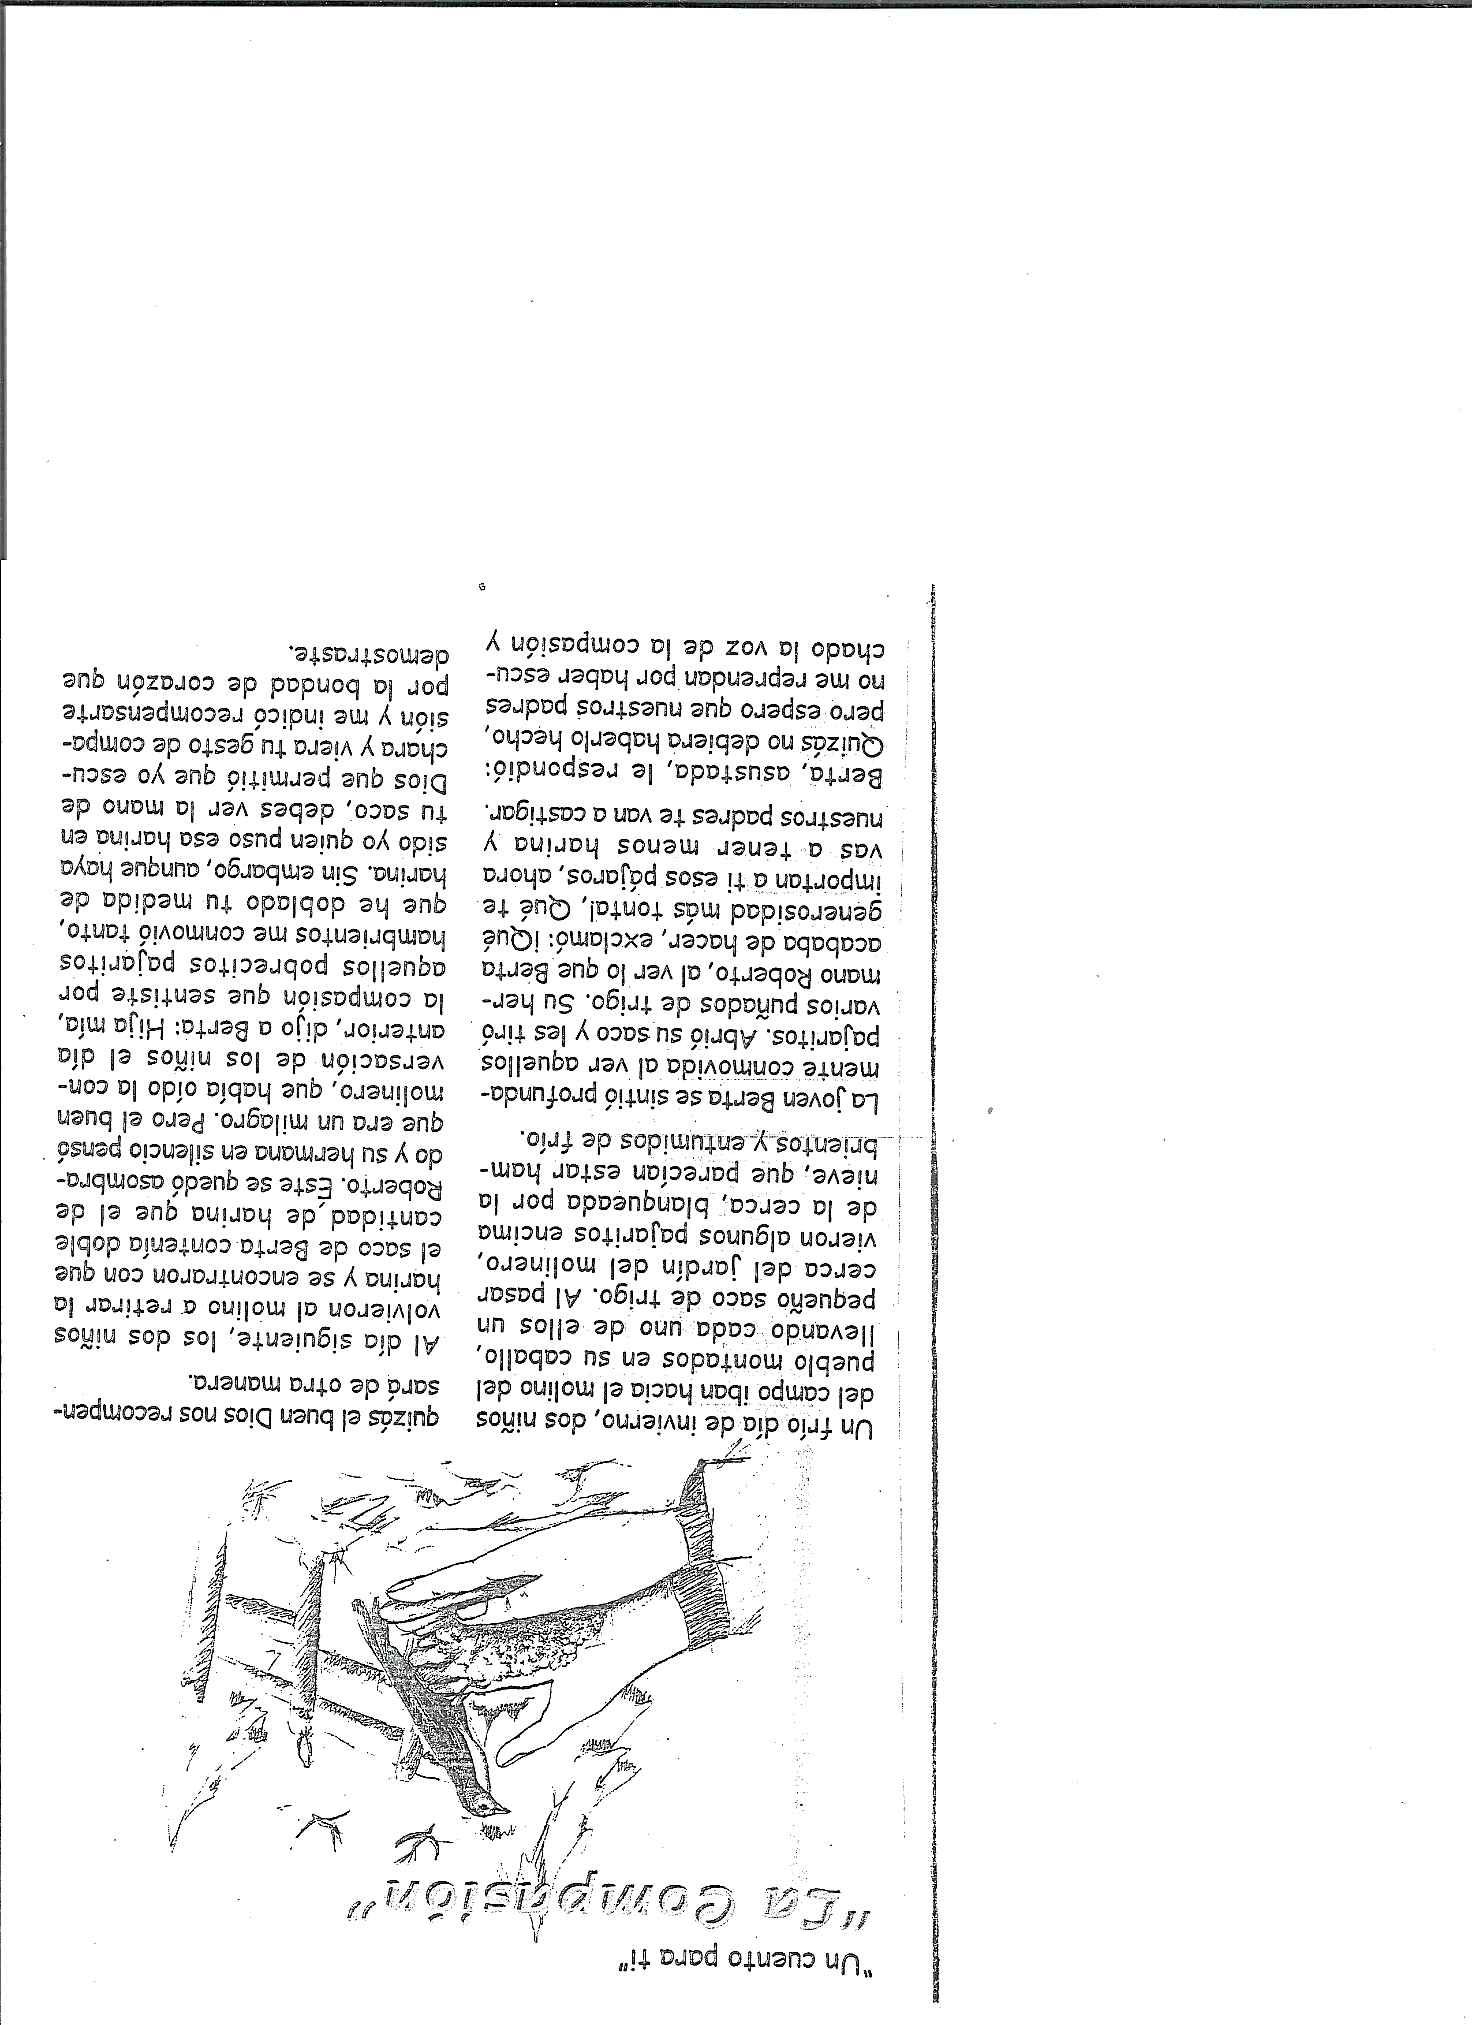 "Un cuento para ti"
"La Compasión"
Un frío día de invierno, dos niños
del campo iban hacia el molino del
pueblo montados en su caballo,
llevando cada uno de ellos un
pequeño saco de trigo. Al pasar
cerca del jardín del molinero,
vieron algunos pajaritos encima
de la cerca, blanqueada por la
nieve, que parecían estar ham-
brientos y entumidos de frío.
La joven Berta se sintió profunda-
mente conmovida al ver aquellos
pajaritos. Abrió su saco y les tiró
varios puñados de trigo. Su her-
mano Roberto, al ver lo que Berta
acababa de hacer, exclamó: ¡Qué
generosidad más tonta!, Qué te
importan a ti esos pájaros, ahora
vas a tener menos harina y
nuestros padres te van a castigar.
Berta, asustada, le respondió:
Quizás no debiera haberlo hecho,
pero espero que nuestros padres
no me reprendan por haber escu-
chado la voz de la compasión y
quizás el buen Dios nos recompen-
sará de otra manera.
Al día siguiente, los dos niños
volvieron al molino a retirar la
harina y se encontraron con que
el saco de Berta contenía doble
cantidad de harina que el de
Roberto. Éste se quedó asombra-
do y su hermana en silencio pensó
que era un milagro. Pero el buen
molinero, que había oído la con-
versación de los niños el día
anterior, dijo a Berta: Hija mía,
la compasión que sentiste por
aquellos pobrecitos pajaritos
hambrientos me conmovió tanto,
que he doblado tu medida de
harina. Sin embargo, aunque haya
sido yo quien puso esa harina en
tu saco, debes ver la mano de
Dios que permitió que yo escu-
chara y viera tu gesto de compa-
sión y me indicó recompensarte
por la bondad de corazón que
demostraste.